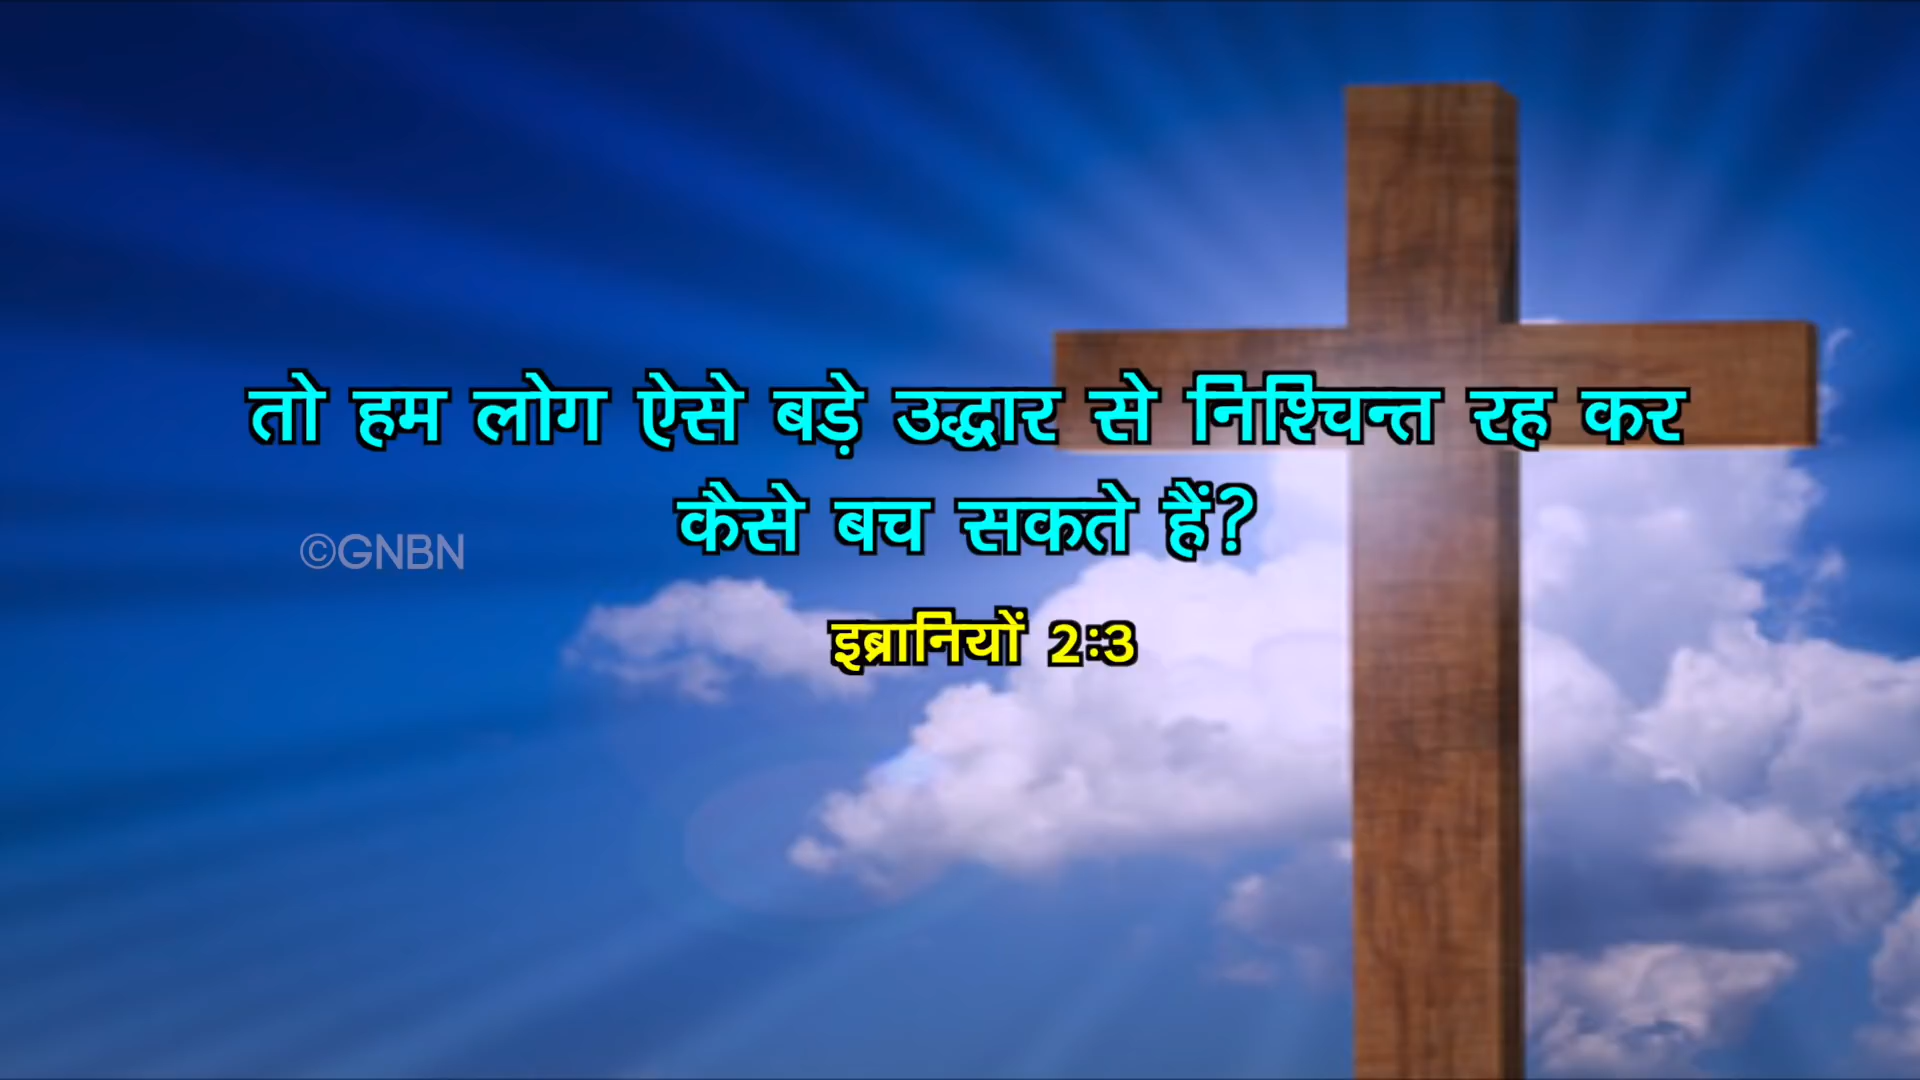 तो हम लोग ऐसे बड़े उद्धार से निश्चिन्त रह कर
कैसे बच सकते हैं?
©GNBN
इब्रानियों 2:3